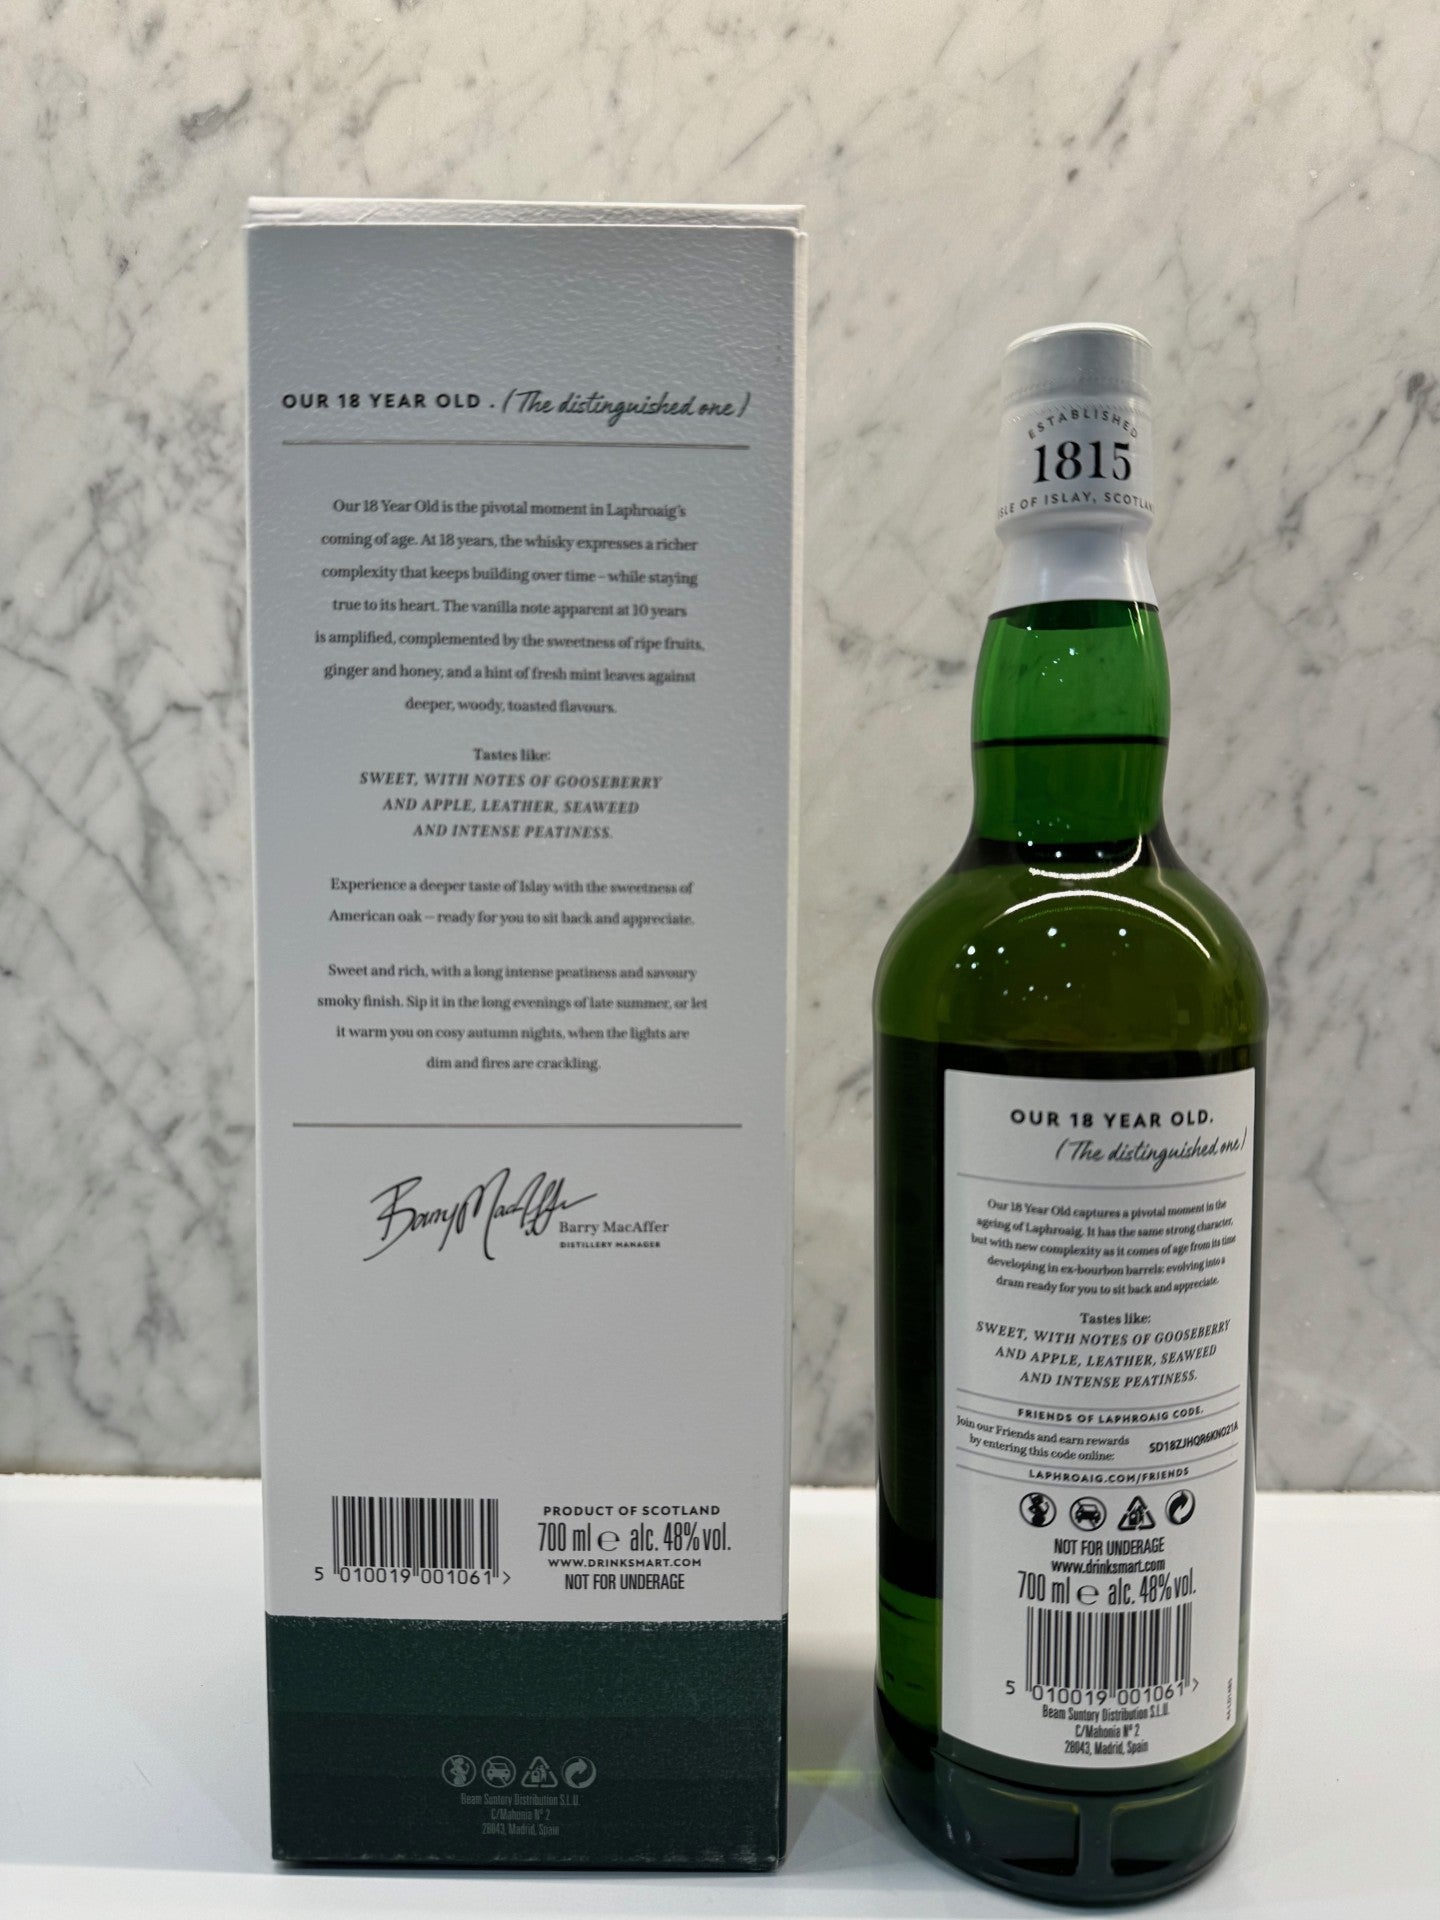 OUR 18 YEAR OLD . (The distinguished one)
Our 18 Year Old is the pivotal moment in Laphroaig's
coming of age. At 18 years, the whisky expresses a richer
complexity that keeps building over time – while staying
true to its heart. The vanilla note apparent at 10 years
is amplified, complemented by the sweetness of ripe fruits,
ginger and honey, and a hint of fresh mint leaves against
deeper, woody, toasted flavours.
Tastes like:
SWEET, WITH NOTES OF GOOSEBERRY
AND APPLE, LEATHER, SEAWEED
AND INTENSE PEATINESS.
Experience a deeper taste of Islay with the sweetness of
American oak – ready for you to sit back and appreciate.
Sweet and rich, with a long intense peatiness and savoury
smoky finish. Sip it in the long evenings of late summer, or let
it warm you on cosy autumn nights, when the lights are
dim and fires are crackling.
Barry MacAffer
Barry MacAffer
DISTILLERY MANAGER
PRODUCT OF SCOTLAND
700 ml e alc. 48% vol.
WWW.DRINKSMART.COM
NOT FOR UNDERAGE
5 010019 001061 >
Beam Suntory Distribution S.L.U.
C/Mahonia Nº 2
28043, Madrid, Spain
ESTABLISHED
1815
ISLE OF ISLAY, SCOTLAN
OUR 18 YEAR OLD.
(The distinguished one)
Our 18 Year Old captures a pivotal moment in the
ageing of Laphroaig. It has the same strong character,
but with new complexity as it comes of age from its time
developing in ex-bourbon barrels: evolving into a
dram ready for you to sit back and appreciate.
Tastes like:
SWEET, WITH NOTES OF GOOSEBERRY
AND APPLE, LEATHER, SEAWEED
AND INTENSE PEATINESS.
FRIENDS OF LAPHROAIG CODE.
Join our Friends and earn rewards
by entering this code online:
SD18ZJHQR6KNO21A
LAPHROAIG.COM/FRIENDS
NOT FOR UNDERAGE
www.drinksmart.com
700 ml e alc. 48% vol.
5 010019 001061 >
Beam Suntory Distribution S.L.U.
C/Mahonia Nº 2
28043, Madrid, Spain